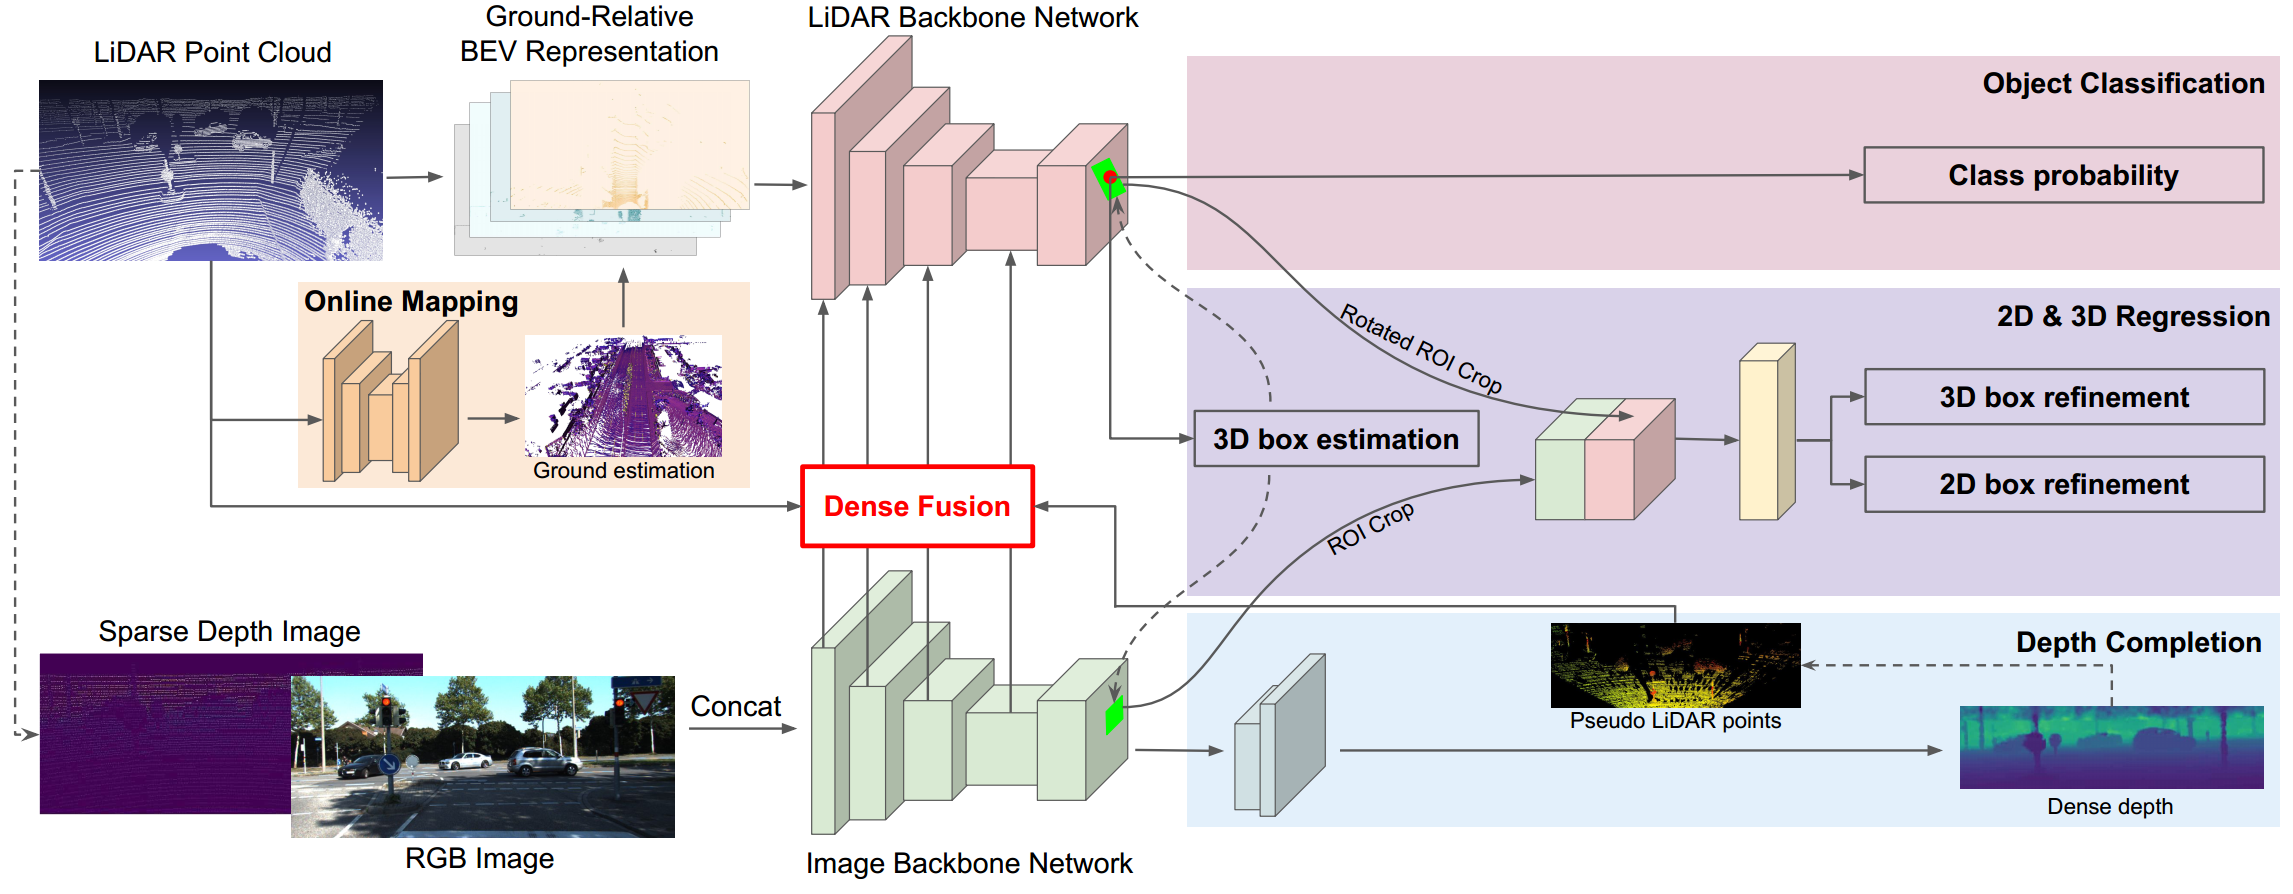 LiDAR Point Cloud
Ground-Relative
BEV Representation
LiDAR Backbone Network
Object Classification
Class probability
Online Mapping
Ground estimation
2D & 3D Regression
Rotated ROI Crop
3D box estimation
3D box refinement
2D box refinement
Dense Fusion
ROI Crop
Sparse Depth Image
RGB Image
Concat
Image Backbone Network
Depth Completion
Pseudo LiDAR points
Dense depth